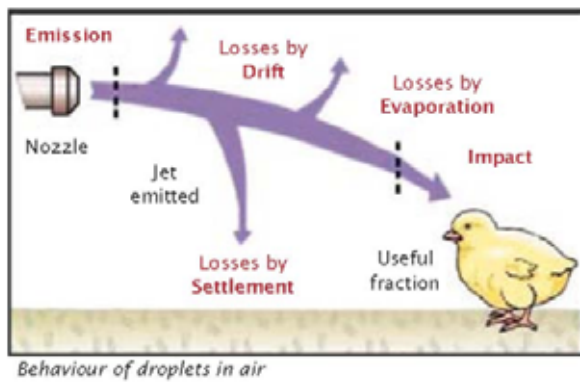 Emission
Losses by
Drift
Losses by
Evaporation
Nozzle
Jet
emitted
Impact
Losses by
Settlement
Useful
fraction
Behaviour of droplets in air